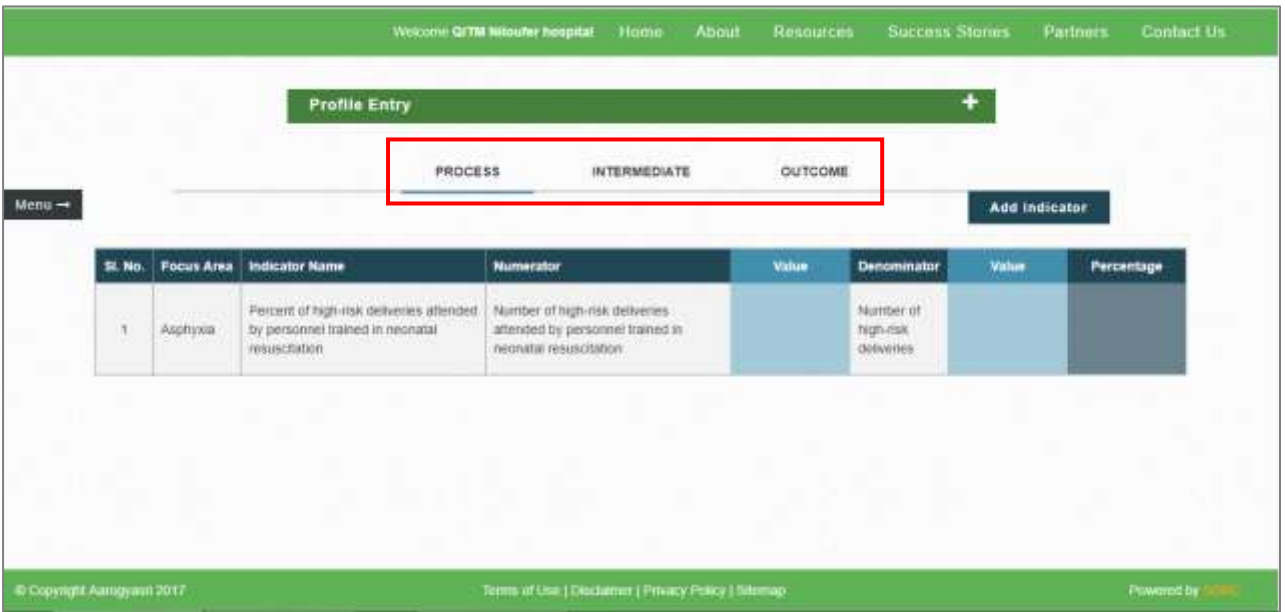 Welcome QITM Niloufer hospital Home About Resources Success Stories Partners Contact Us
Profile Entry +
PROCESS INTERMEDIATE OUTCOME
Menu →
Add Indicator
Sl. No. Focus Area Indicator Name Numerator Value Denominator Value Percentage
1 Asphyxia Percent of high-risk deliveries attended by personnel trained in neonatal resuscitation
Number of high-risk deliveries attended by personnel trained in neonatal resuscitation
Number of high-risk deliveries
© Copyright Aarogyasri 2017 Terms of Use | Disclaimer | Privacy Policy | Sitemap Powered by